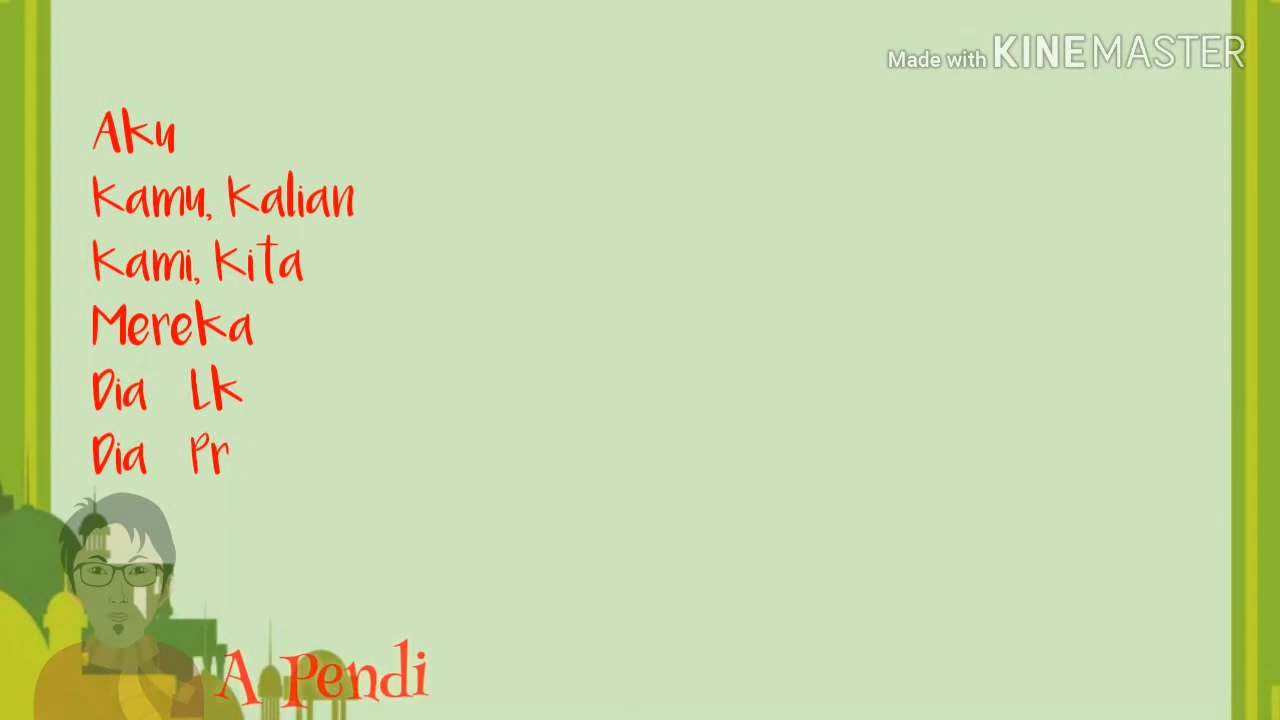 Made with KINEMASTER
Aku
Kamu, Kalian
Kami, Kita
Mereka
Dia Lk
Dia Pr
A Pendi